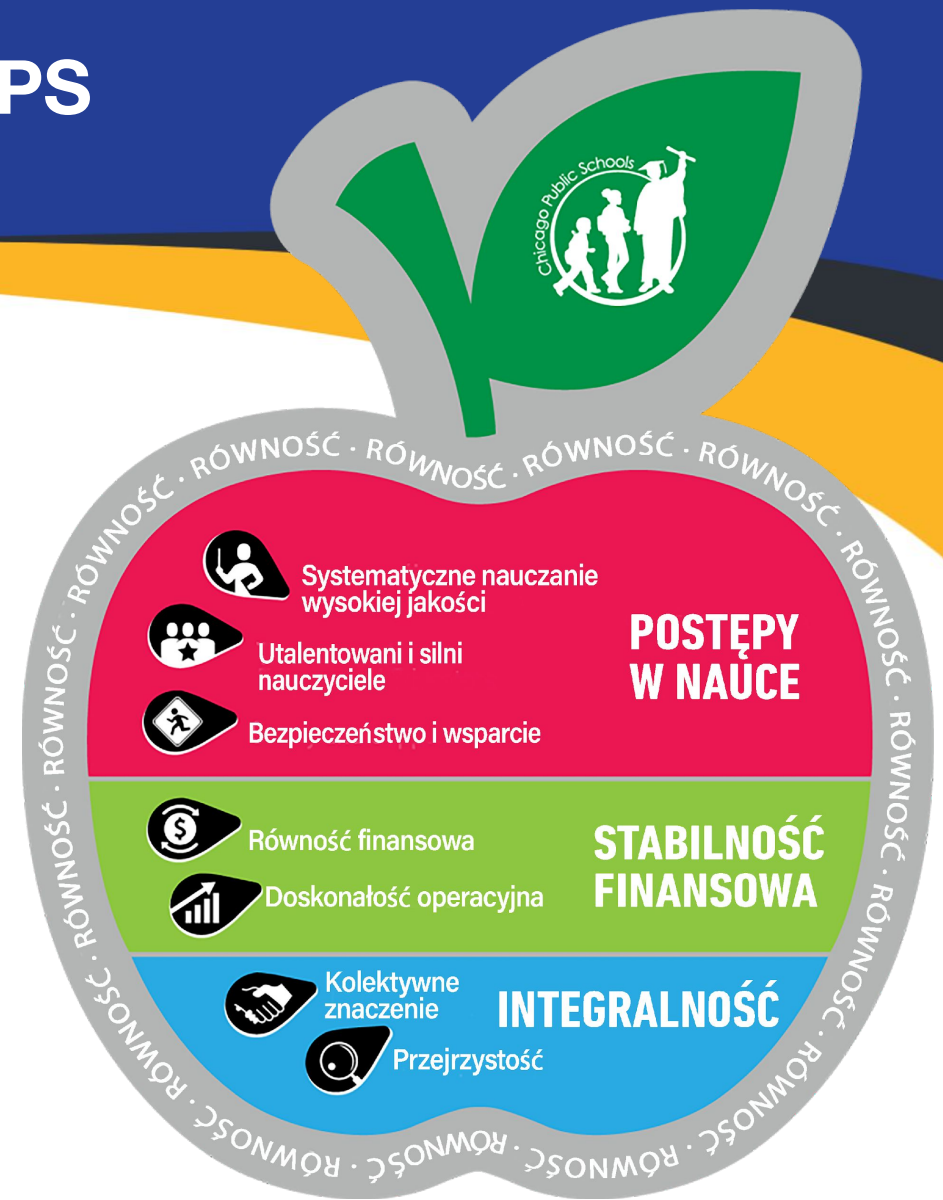 PS
Chicago Public Schools
RÓWNOŚĆ · RÓWNOŚĆ · RÓWNOŚĆ · RÓWNOŚĆ · RÓWNOŚĆ · RÓWNOŚĆ · RÓWNOŚĆ · RÓWNOŚĆ · RÓWNOŚĆ · RÓWNOŚĆ · RÓWNOŚĆ · RÓWNOŚĆ · RÓWNOŚĆ · RÓWNOŚĆ · RÓWNOŚĆ
Systematyczne nauczanie
wysokiej jakości
Utalentowani i silni
nauczyciele
Bezpieczeństwo i wsparcie
POSTĘPY
W NAUCE
Równość finansowa
Doskonałość operacyjna
STABILNOŚĆ
FINANSOWA
Kolektywne
znaczenie
Przejrzystość
INTEGRALNOŚĆ